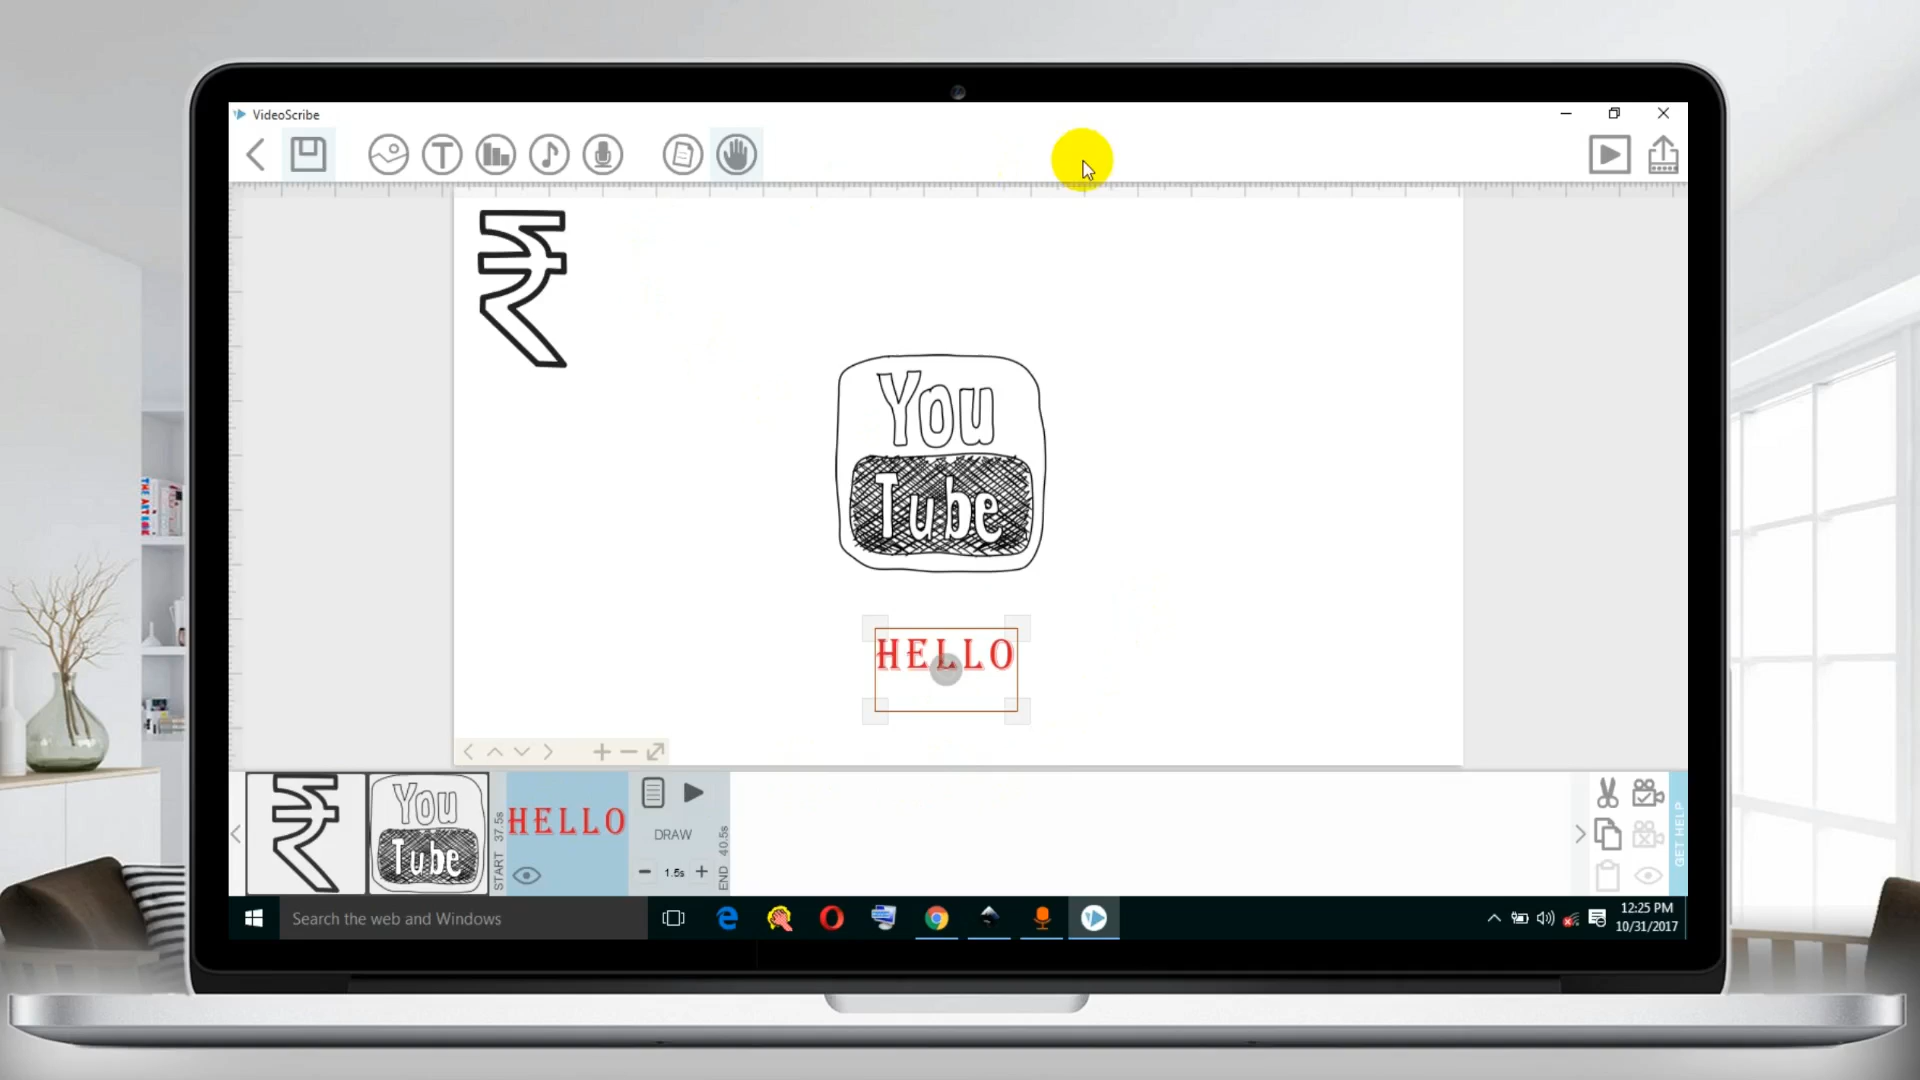 VideoScribe
₹
You
Tube
HELLO
₹
You
Tube
START 37.5s
HELLO
DRAW
1.5s
END 40.5s
GET HELP
Search the web and Windows
12:25 PM
10/31/2017